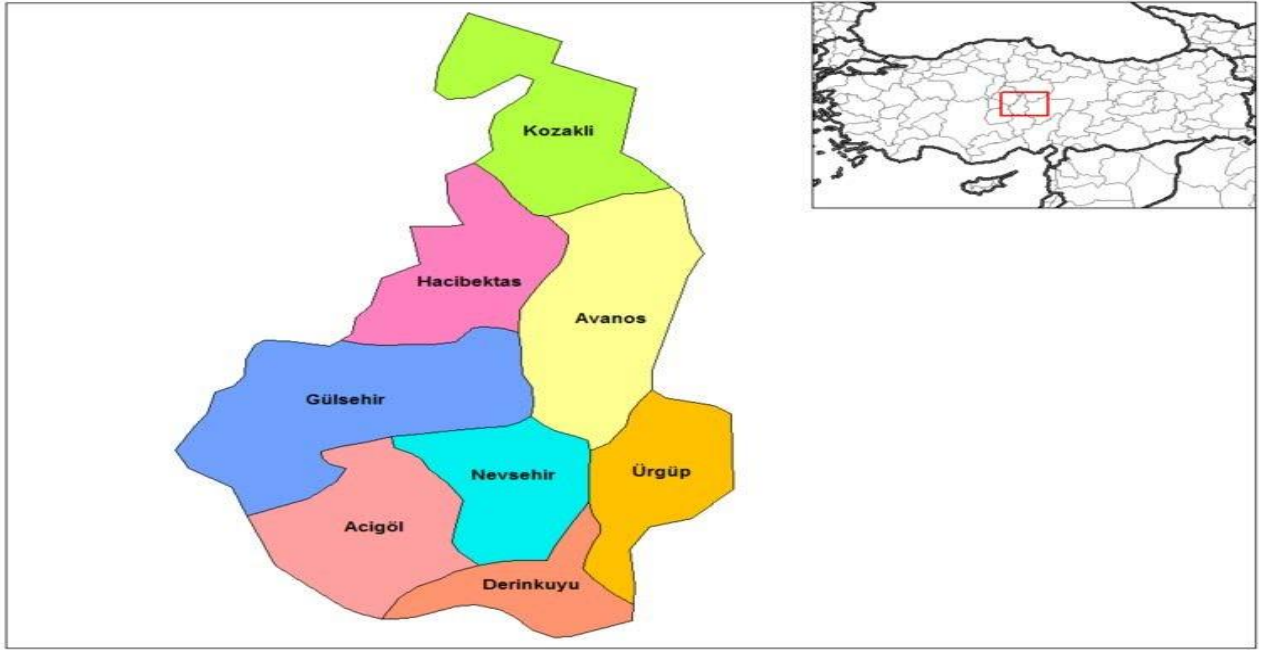 Kozakli
Hacibektas
Avanos
Gülsehir
Nevsehir
Ürgüp
Acigöl
Derinkuyu